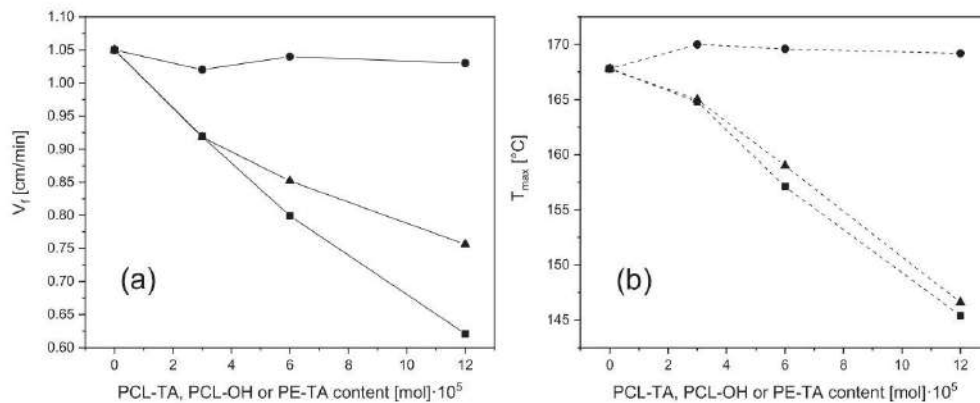 1.10
1.05
1.00
0.95
0.90
0.85
0.80
0.75
0.70
0.65
0.60
V_f [cm/min]
(a)
0 2 4 6 8 10 12
PCL-TA, PCL-OH or PE-TA content [mol]·10⁵
170
165
160
155
150
145
T_max [°C]
(b)
0 2 4 6 8 10 12
PCL-TA, PCL-OH or PE-TA content [mol]·10⁵